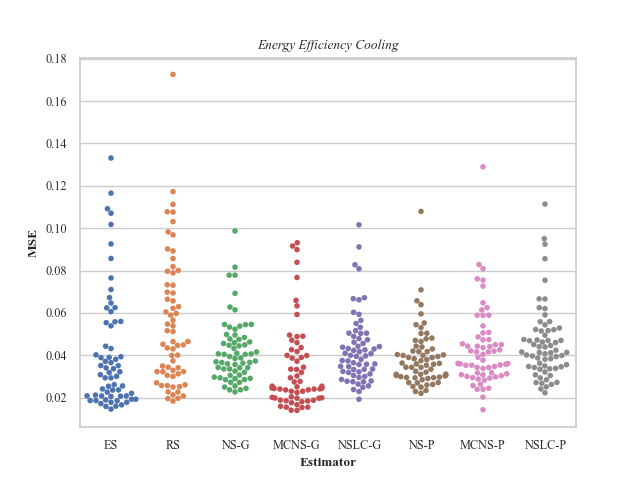 Energy Efficiency Cooling
0.18
0.16
0.14
0.12
0.10
0.08
0.06
0.04
0.02
MSE
ES RS NS-G MCNS-G NSLC-G NS-P MCNS-P NSLC-P
Estimator